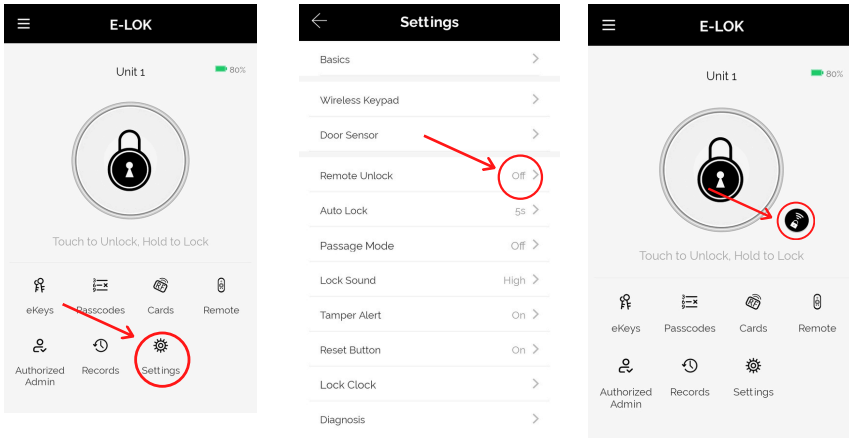 E-LOK
Unit 1
80%
Touch to Unlock, Hold to Lock
eKeys
Passcodes
Cards
Remote
Authorized
Admin
Records
Settings
Settings
Basics
Wireless Keypad
Door Sensor
Remote Unlock Off
Auto Lock 5s
Passage Mode Off
Lock Sound High
Tamper Alert On
Reset Button On
Lock Clock
Diagnosis
E-LOK
Unit 1
80%
Touch to Unlock, Hold to Lock
eKeys
Passcodes
Cards
Remote
Authorized
Admin
Records
Settings